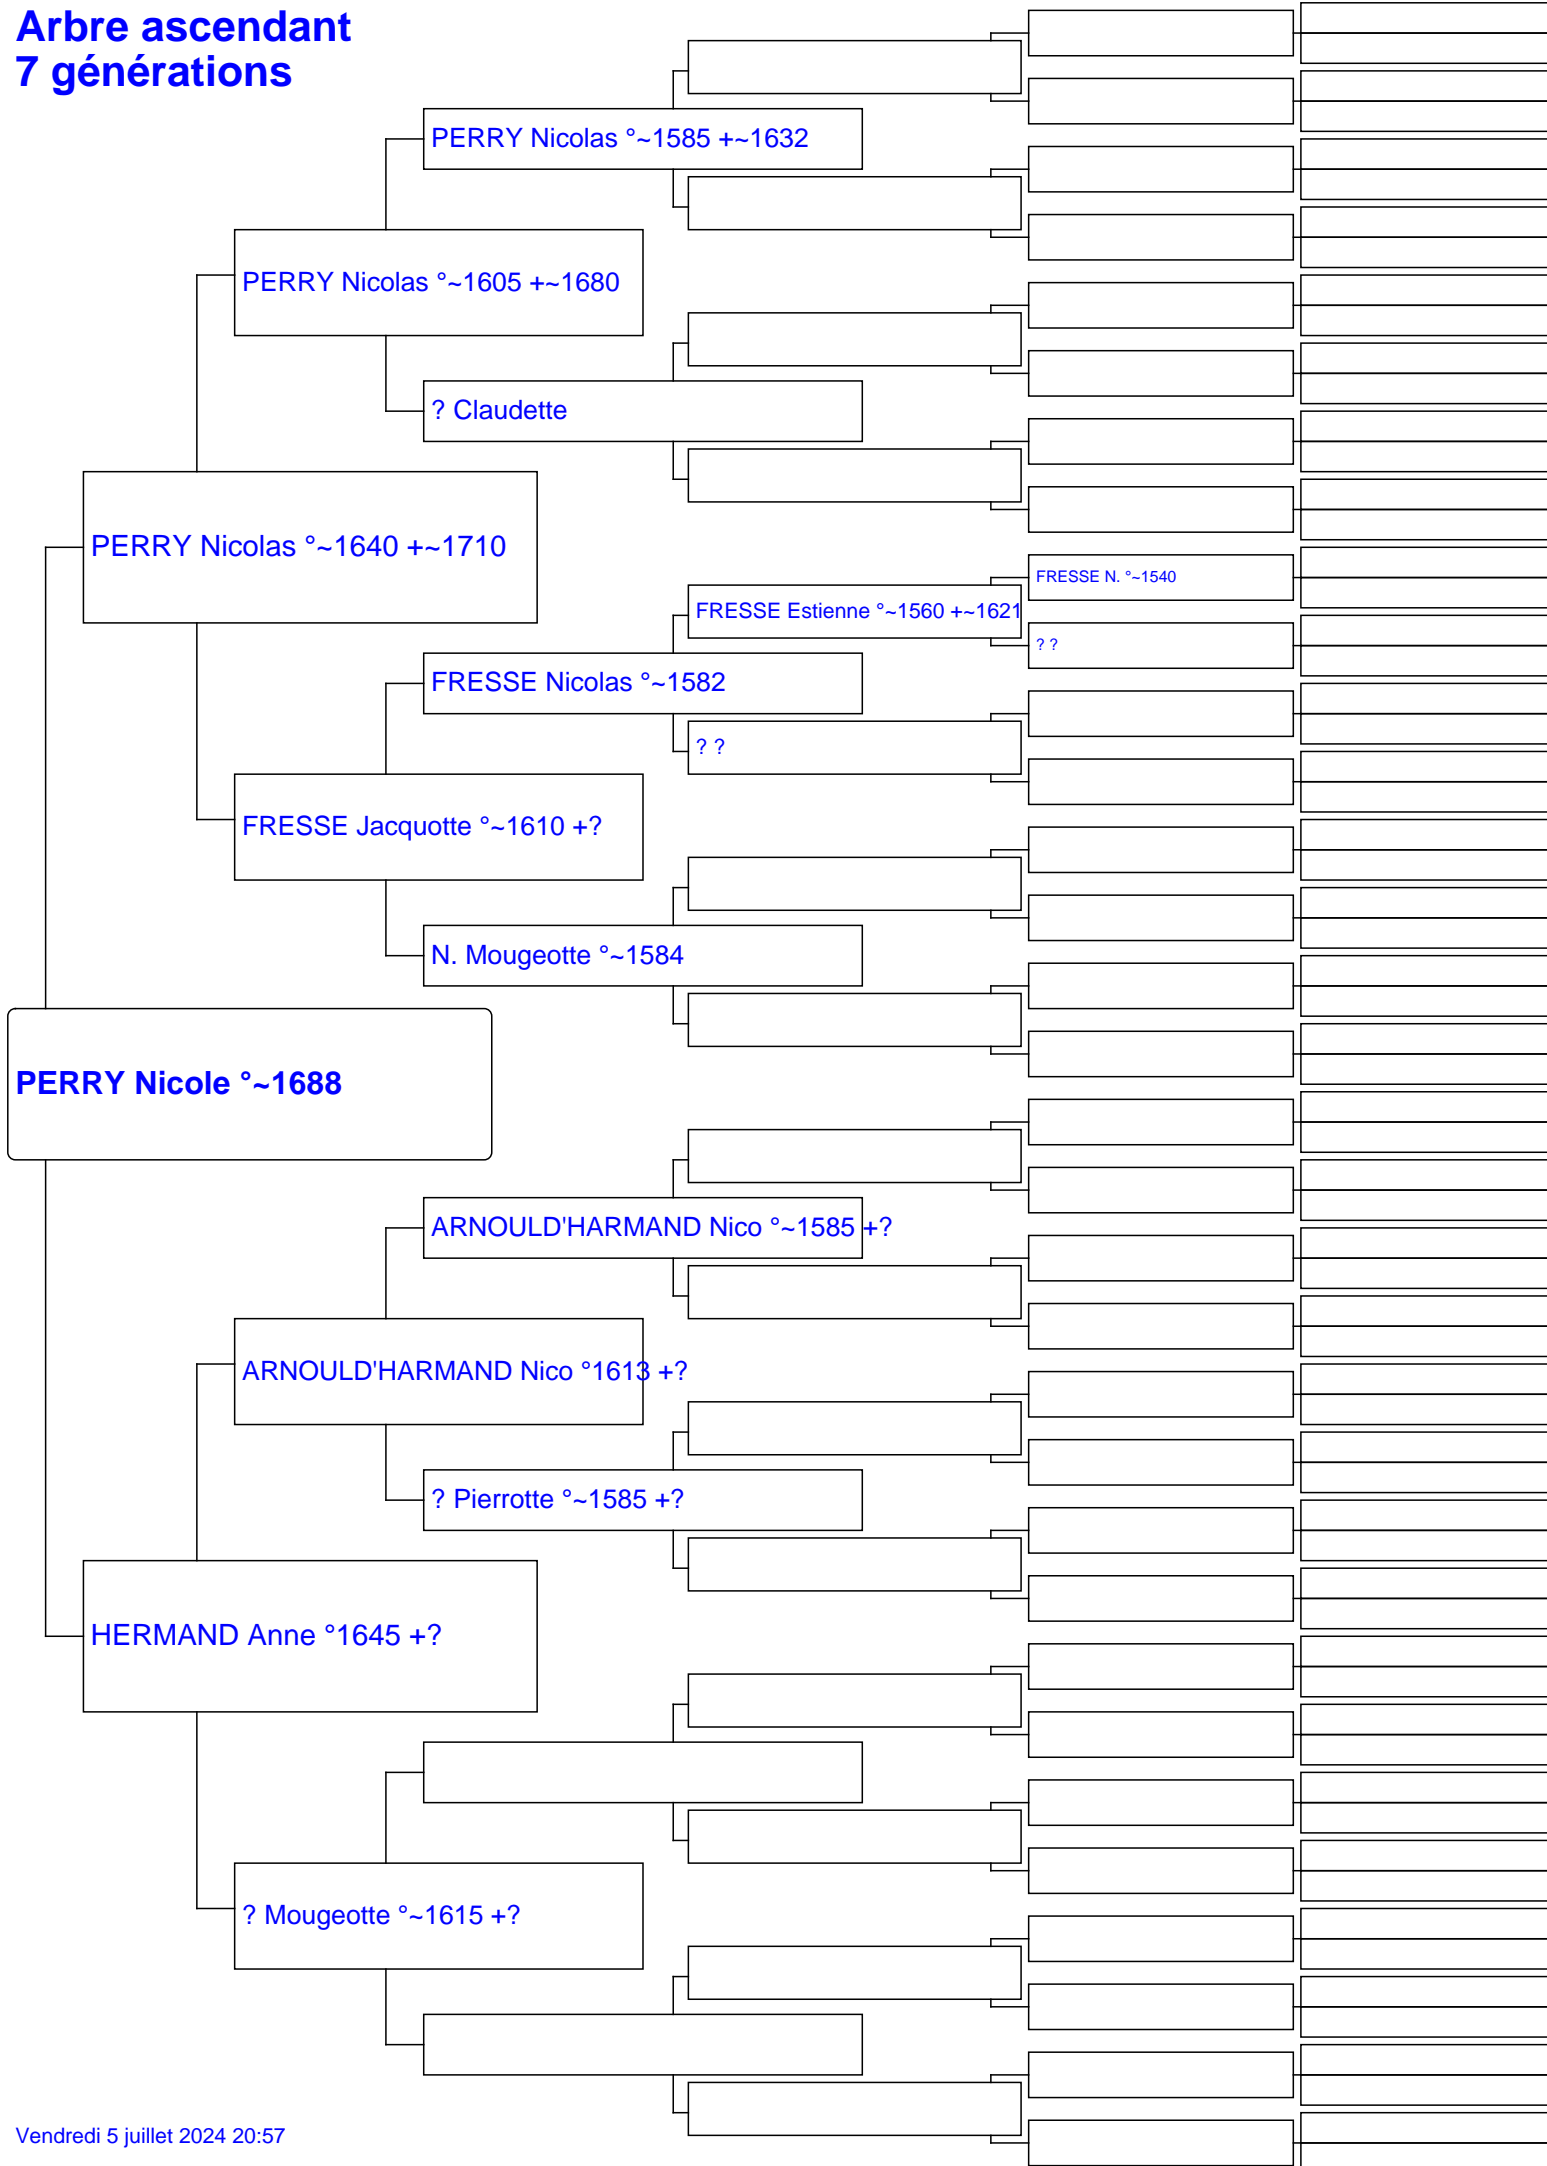 Arbre ascendant
7 générations
PERRY Nicolas °~1585 +~1632
PERRY Nicolas °~1605 +~1680
? Claudette
PERRY Nicolas °~1640 +~1710
FRESSE N. °~1540
FRESSE Estienne °~1560 +~1621
? ?
FRESSE Nicolas °~1582
? ?
FRESSE Jacquotte °~1610 +?
N. Mougeotte °~1584
PERRY Nicole °~1688
ARNOULD'HARMAND Nico °~1585 +?
ARNOULD'HARMAND Nico °1613 +?
? Pierrotte °~1585 +?
HERMAND Anne °1645 +?
? Mougeotte °~1615 +?
Vendredi 5 juillet 2024 20:57